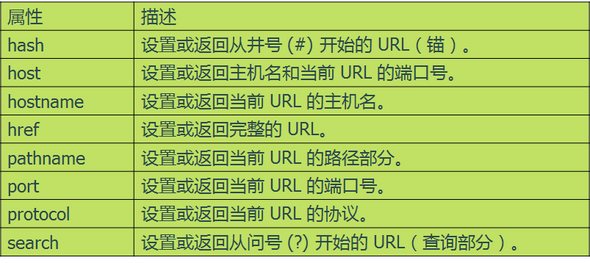 属性 描述
hash 设置或返回从井号 (#) 开始的 URL（锚）。
host 设置或返回主机名和当前 URL 的端口号。
hostname 设置或返回当前 URL 的主机名。
href 设置或返回完整的 URL。
pathname 设置或返回当前 URL 的路径部分。
port 设置或返回当前 URL 的端口号。
protocol 设置或返回当前 URL 的协议。
search 设置或返回从问号 (?) 开始的 URL（查询部分）。